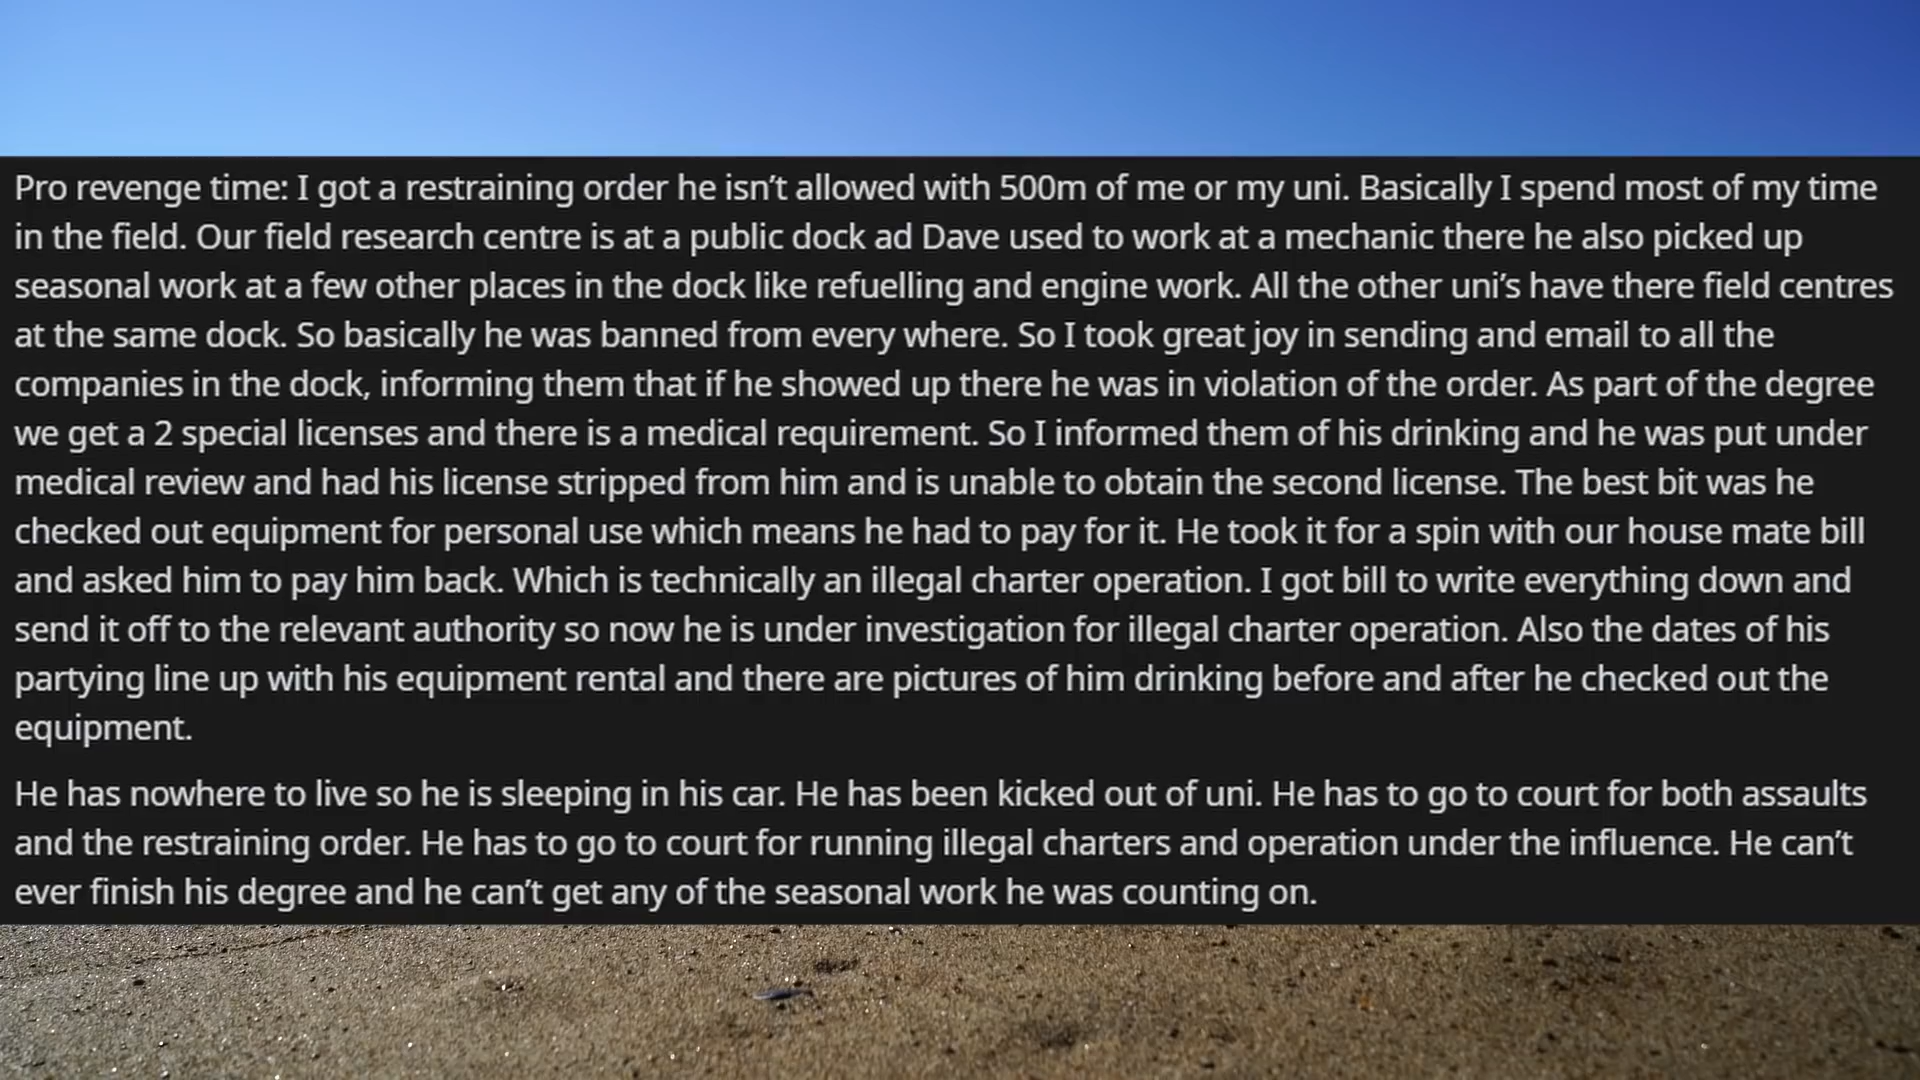 Pro revenge time: I got a restraining order he isn’t allowed with 500m of me or my uni. Basically I spend most of my time
in the field. Our field research centre is at a public dock ad Dave used to work at a mechanic there he also picked up
seasonal work at a few other places in the dock like refuelling and engine work. All the other uni’s have there field centres
at the same dock. So basically he was banned from every where. So I took great joy in sending and email to all the
companies in the dock, informing them that if he showed up there he was in violation of the order. As part of the degree
we get a 2 special licenses and there is a medical requirement. So I informed them of his drinking and he was put under
medical review and had his license stripped from him and is unable to obtain the second license. The best bit was he
checked out equipment for personal use which means he had to pay for it. He took it for a spin with our house mate bill
and asked him to pay him back. Which is technically an illegal charter operation. I got bill to write everything down and
send it off to the relevant authority so now he is under investigation for illegal charter operation. Also the dates of his
partying line up with his equipment rental and there are pictures of him drinking before and after he checked out the
equipment.
He has nowhere to live so he is sleeping in his car. He has been kicked out of uni. He has to go to court for both assaults
and the restraining order. He has to go to court for running illegal charters and operation under the influence. He can’t
ever finish his degree and he can’t get any of the seasonal work he was counting on.